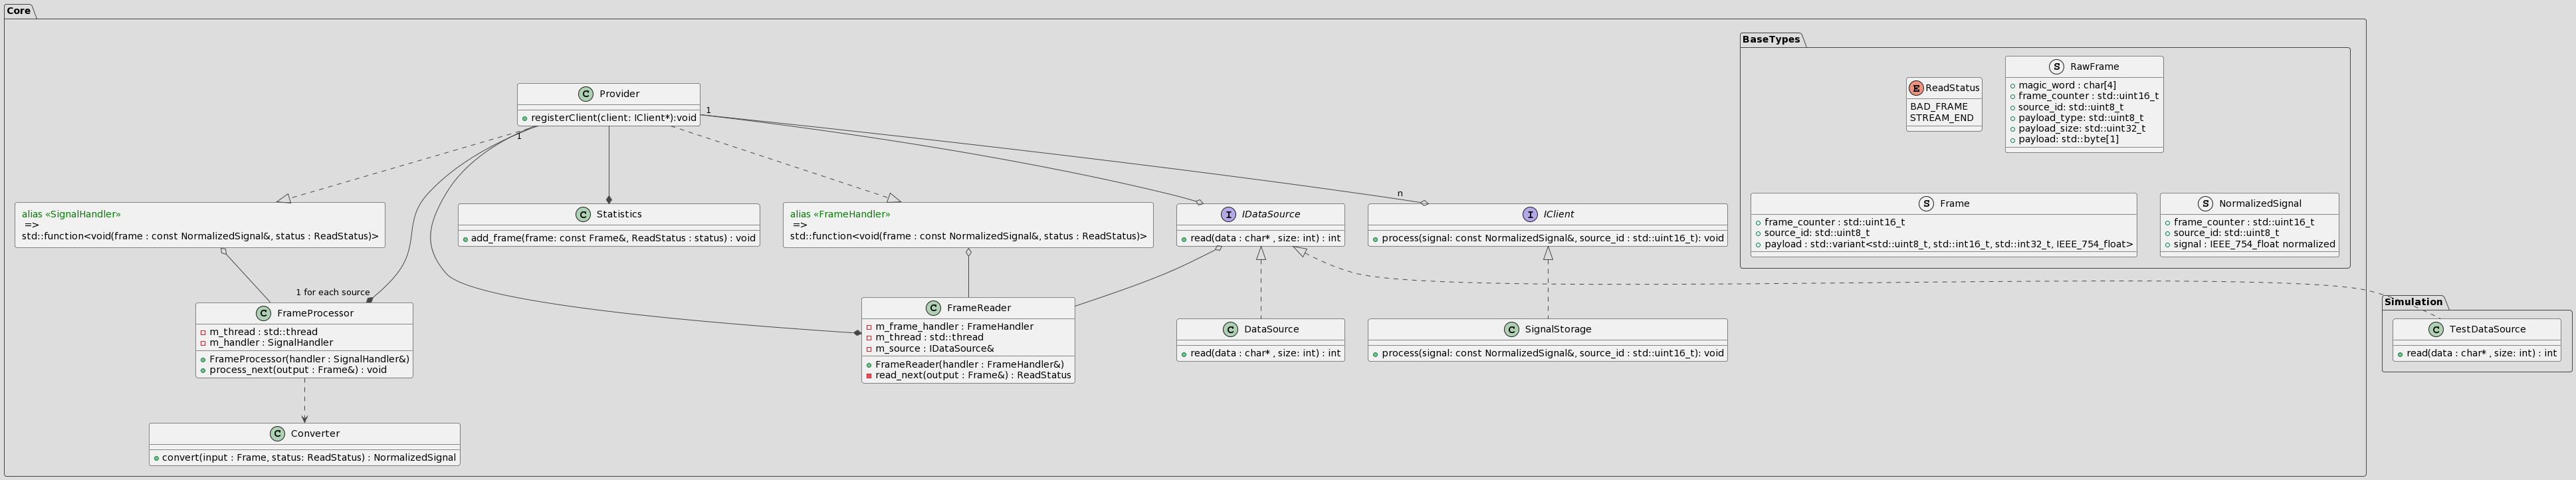 Core
BaseTypes
E ReadStatus
BAD_FRAME
STREAM_END
S RawFrame
magic_word : char[4]
frame_counter : std::uint16_t
source_id: std::uint8_t
payload_type: std::uint8_t
payload_size: std::uint32_t
payload: std::byte[1]
S Frame
frame_counter : std::uint16_t
source_id: std::uint8_t
payload : std::variant<std::uint8_t, std::int16_t, std::int32_t, IEEE_754_float>
S NormalizedSignal
frame_counter : std::uint16_t
source_id: std::uint8_t
signal : IEEE_754_float normalized
C Provider
registerClient(client: IClient*):void
1
1
n
alias «SignalHandler»
=>
std::function<void(frame : const NormalizedSignal&, status : ReadStatus)>
C Statistics
add_frame(frame: const Frame&, ReadStatus : status) : void
alias «FrameHandler»
=>
std::function<void(frame : const NormalizedSignal&, status : ReadStatus)>
I IDataSource
read(data : char* , size: int) : int
I IClient
process(signal: const NormalizedSignal&, source_id : std::uint16_t): void
1 for each source
C FrameProcessor
m_thread : std::thread
m_handler : SignalHandler
FrameProcessor(handler : SignalHandler&)
process_next(output : Frame&) : void
C FrameReader
m_frame_handler : FrameHandler
m_thread : std::thread
m_source : IDataSource&
FrameReader(handler : FrameHandler&)
read_next(output : Frame&) : ReadStatus
C DataSource
read(data : char* , size: int) : int
C SignalStorage
process(signal: const NormalizedSignal&, source_id : std::uint16_t): void
Simulation
C TestDataSource
read(data : char* , size: int) : int
C Converter
convert(input : Frame, status: ReadStatus) : NormalizedSignal